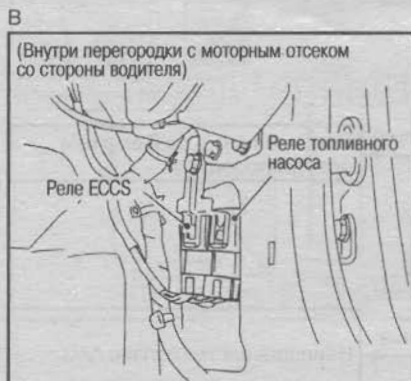 В
(Внутри перегородки с моторным отсеком
со стороны водителя)
Реле топливного
насоса
Реле ECCS